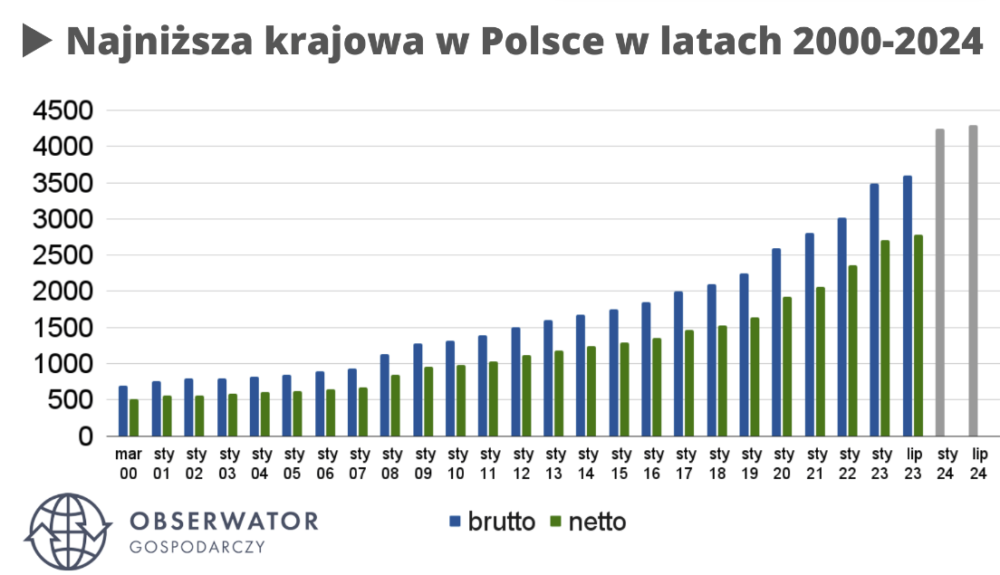 Najniższa krajowa w Polsce w latach 2000-2024
4500
4000
3500
3000
2500
2000
1500
1000
500
0
mar sty sty sty sty sty sty sty sty sty sty sty sty sty sty sty sty sty sty sty sty sty sty sty lip sty lip
00 01 02 03 04 05 06 07 08 09 10 11 12 13 14 15 16 17 18 19 20 21 22 23 23 24 24
brutto netto
OBSERWATOR
GOSPODARCZY